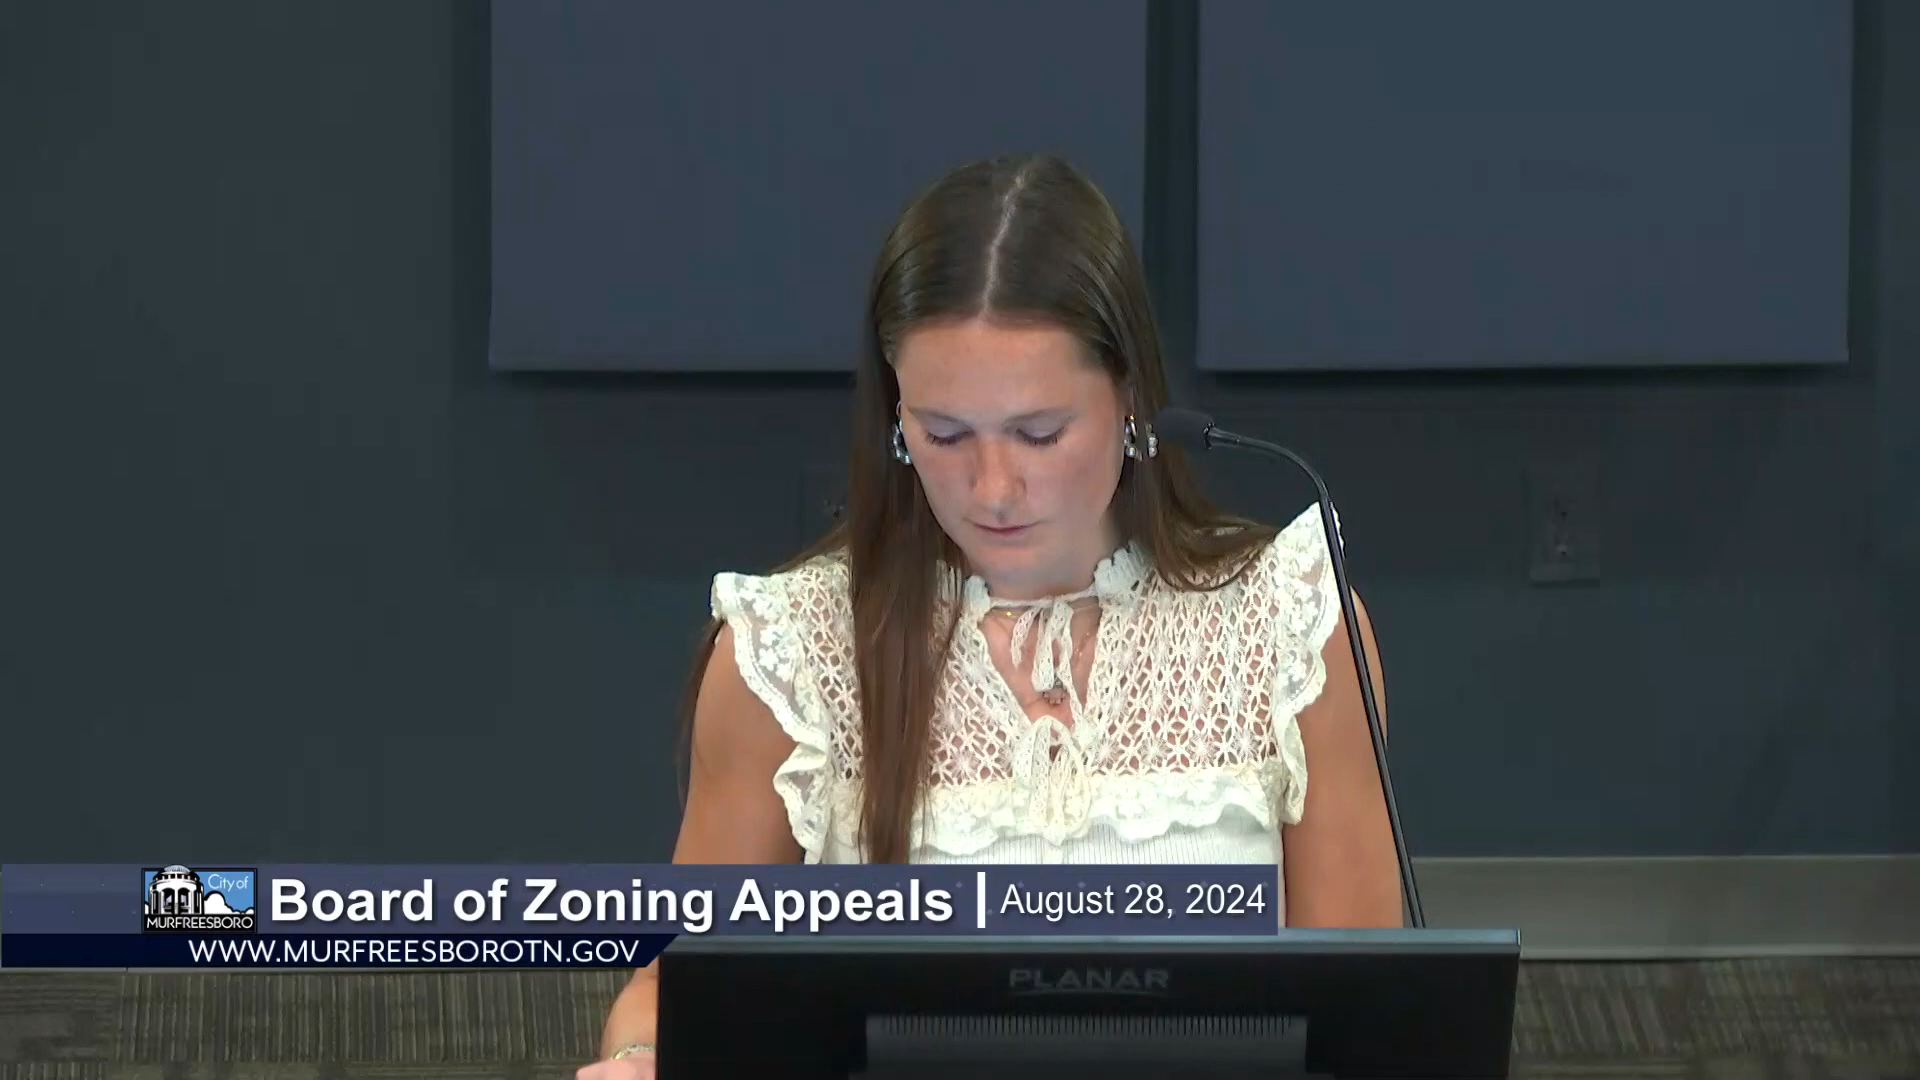 City of
MURFREESBORO
Board of Zoning Appeals | August 28, 2024
WWW.MURFREESBOROTN.GOV
PLANAR